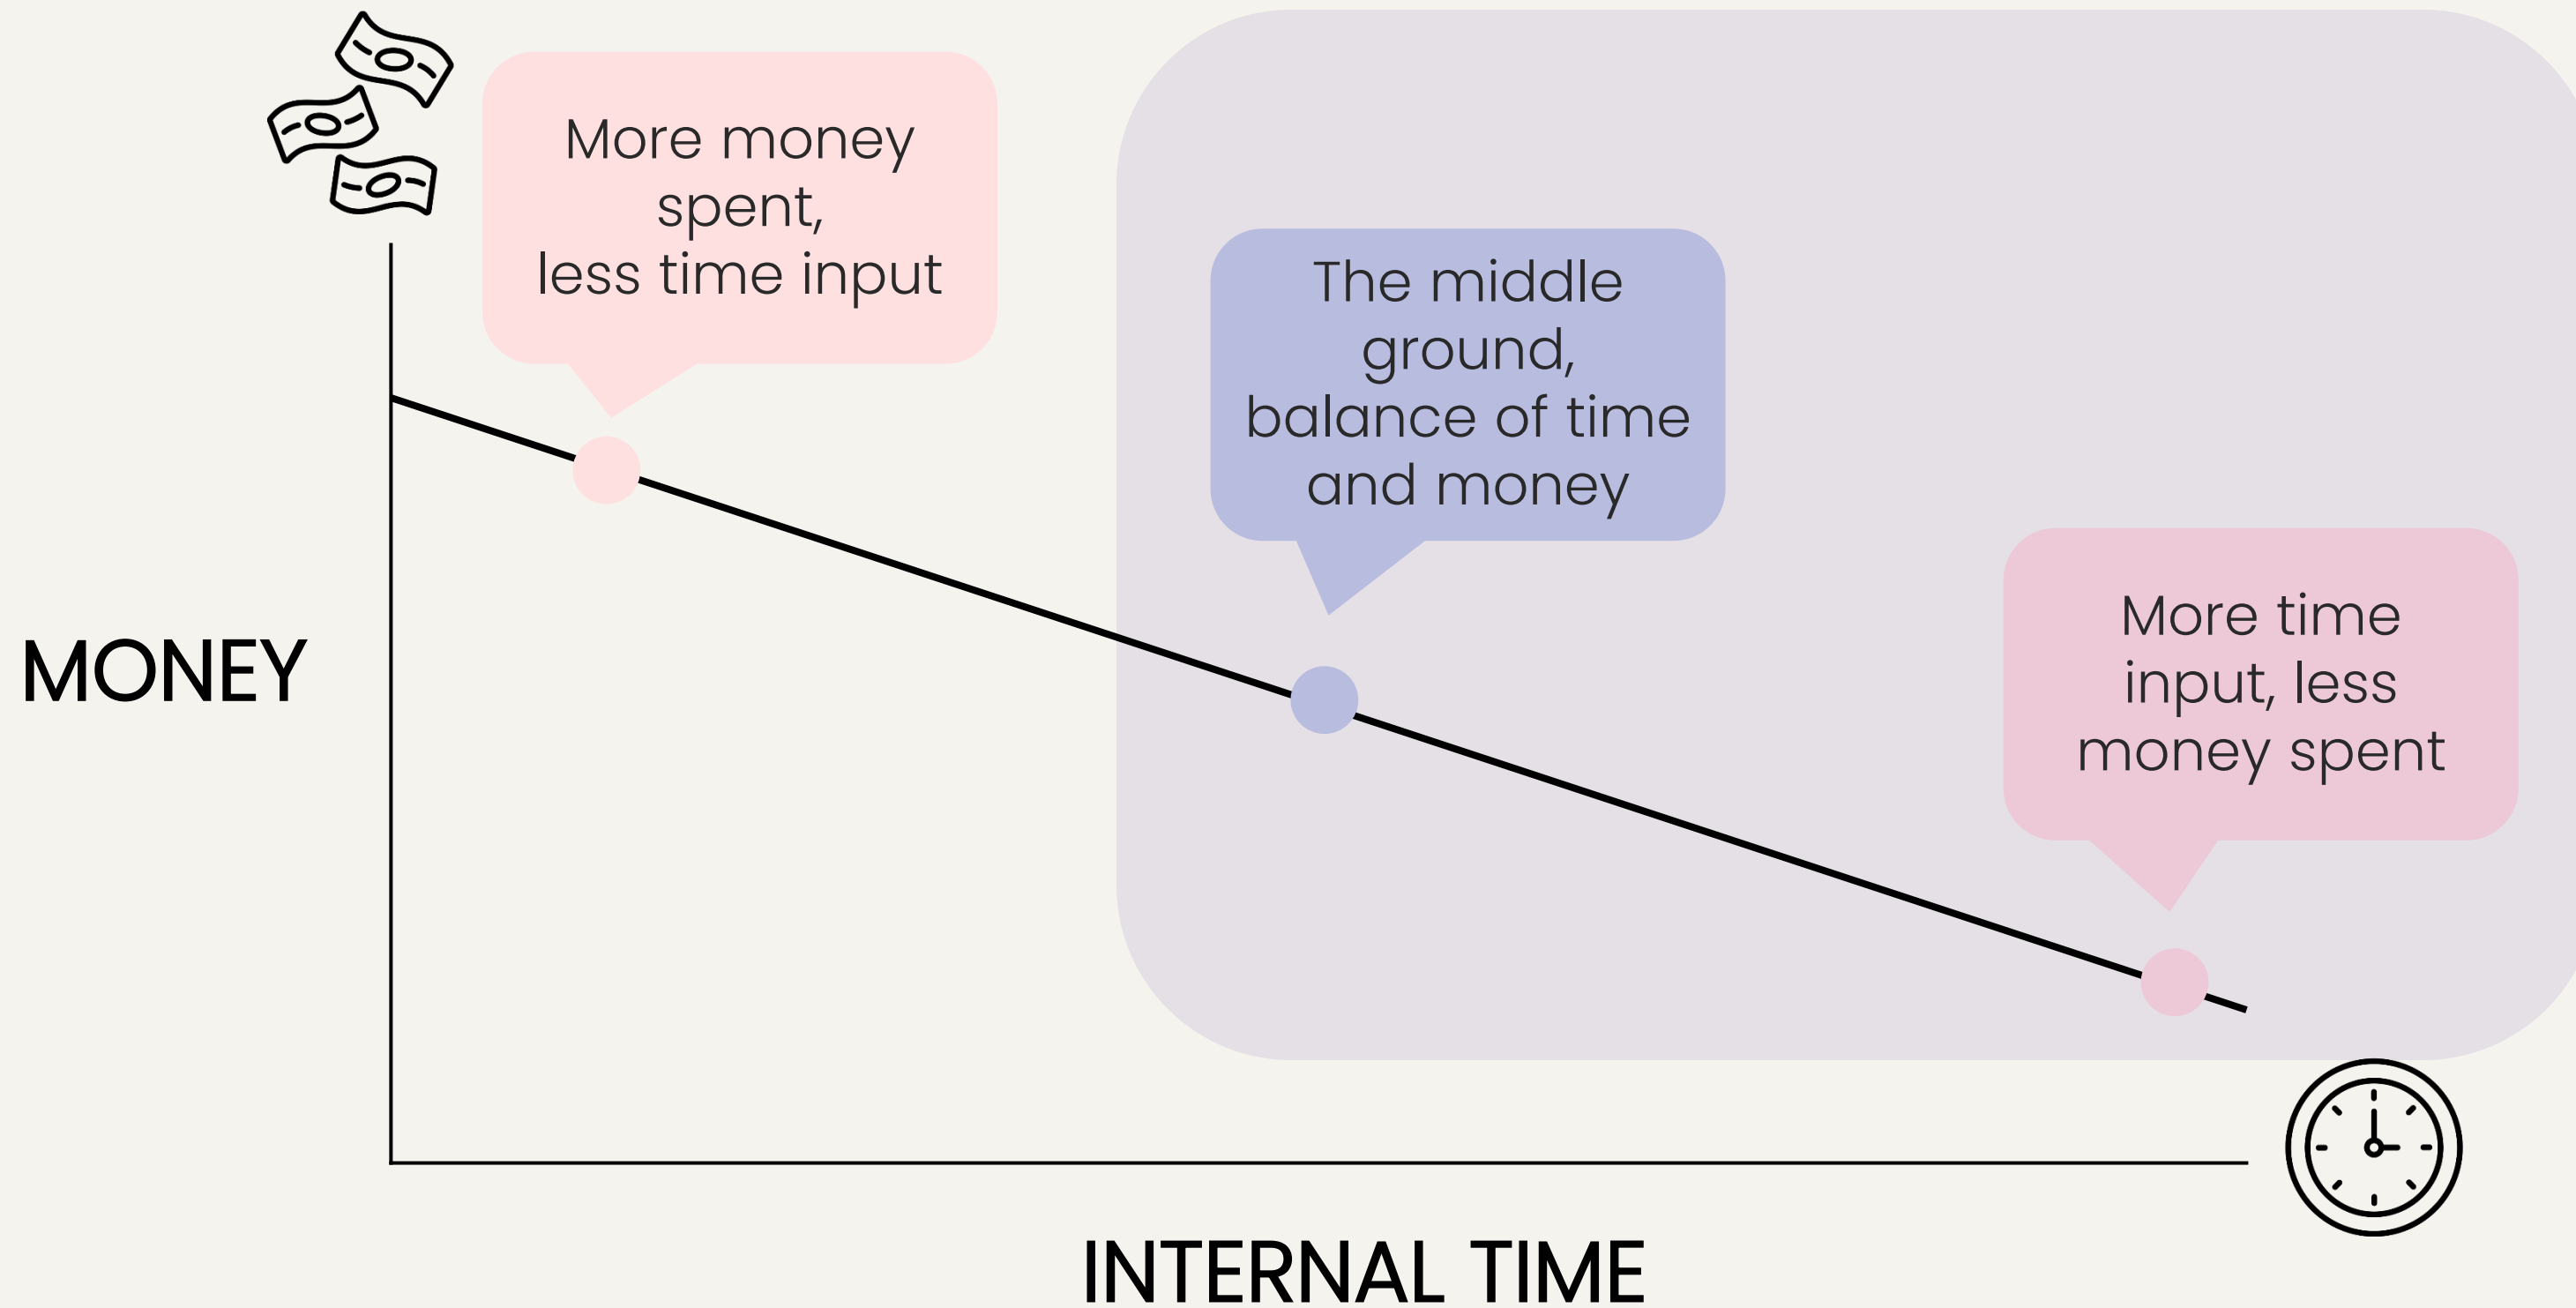 More money
spent,
less time input
The middle
ground,
balance of time
and money
More time
input, less
money spent
MONEY
INTERNAL TIME